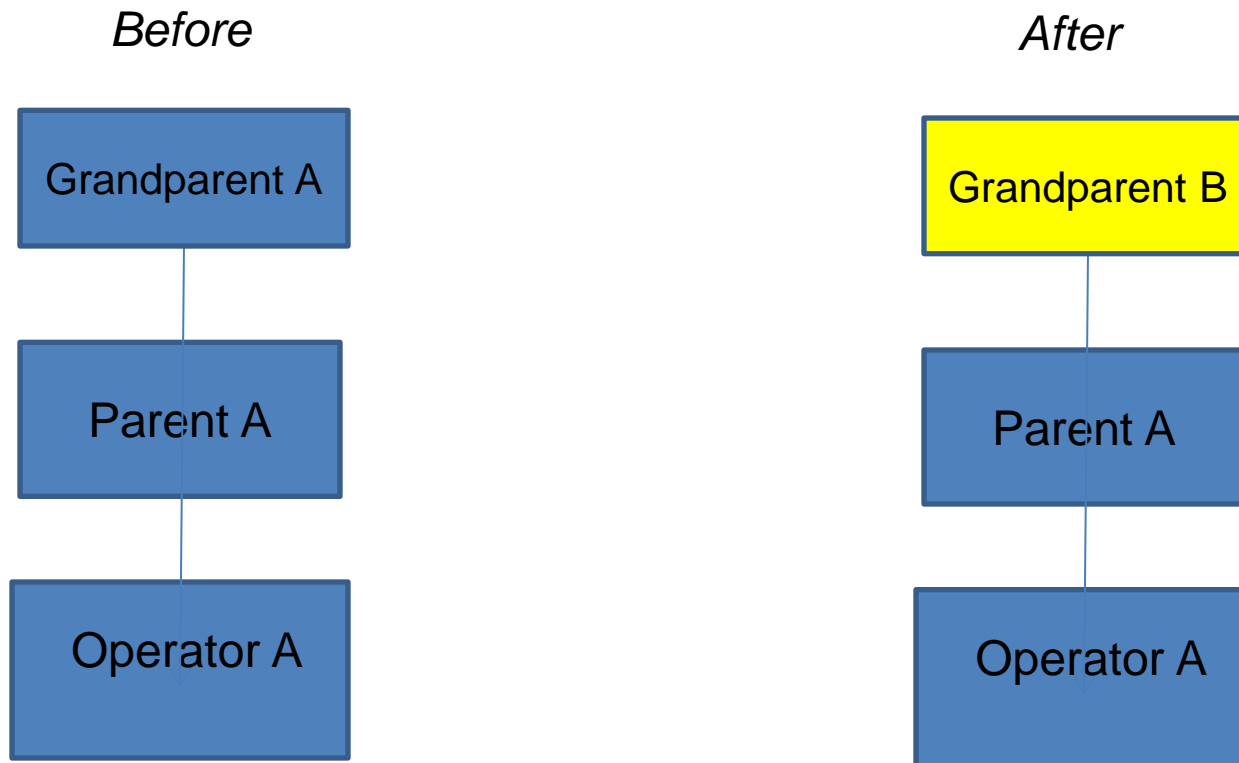 Before
After
Grandparent A
Grandparent B
Parent A
Parent A
Operator A
Operator A